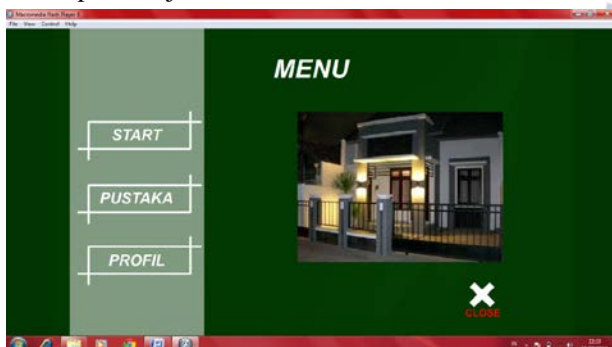 Macromedia Flash Player 8
File View Control Help
MENU
START
PUSTAKA
PROFIL
CLOSE